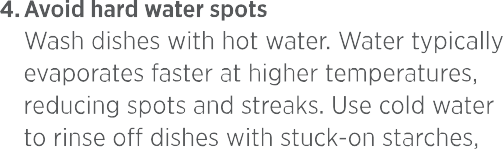 4. Avoid hard water spots
Wash dishes with hot water. Water typically
evaporates faster at higher temperatures,
reducing spots and streaks. Use cold water
to rinse off dishes with stuck-on starches,